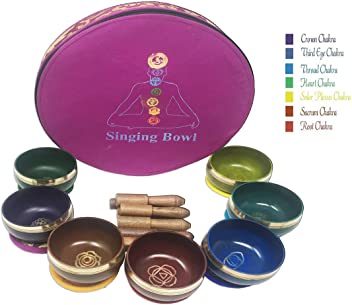 Singing Bowl
Crown Chakra
Third Eye Chakra
Throat Chakra
Heart Chakra
Solar Plexus Chakra
Sacrum Chakra
Root Chakra